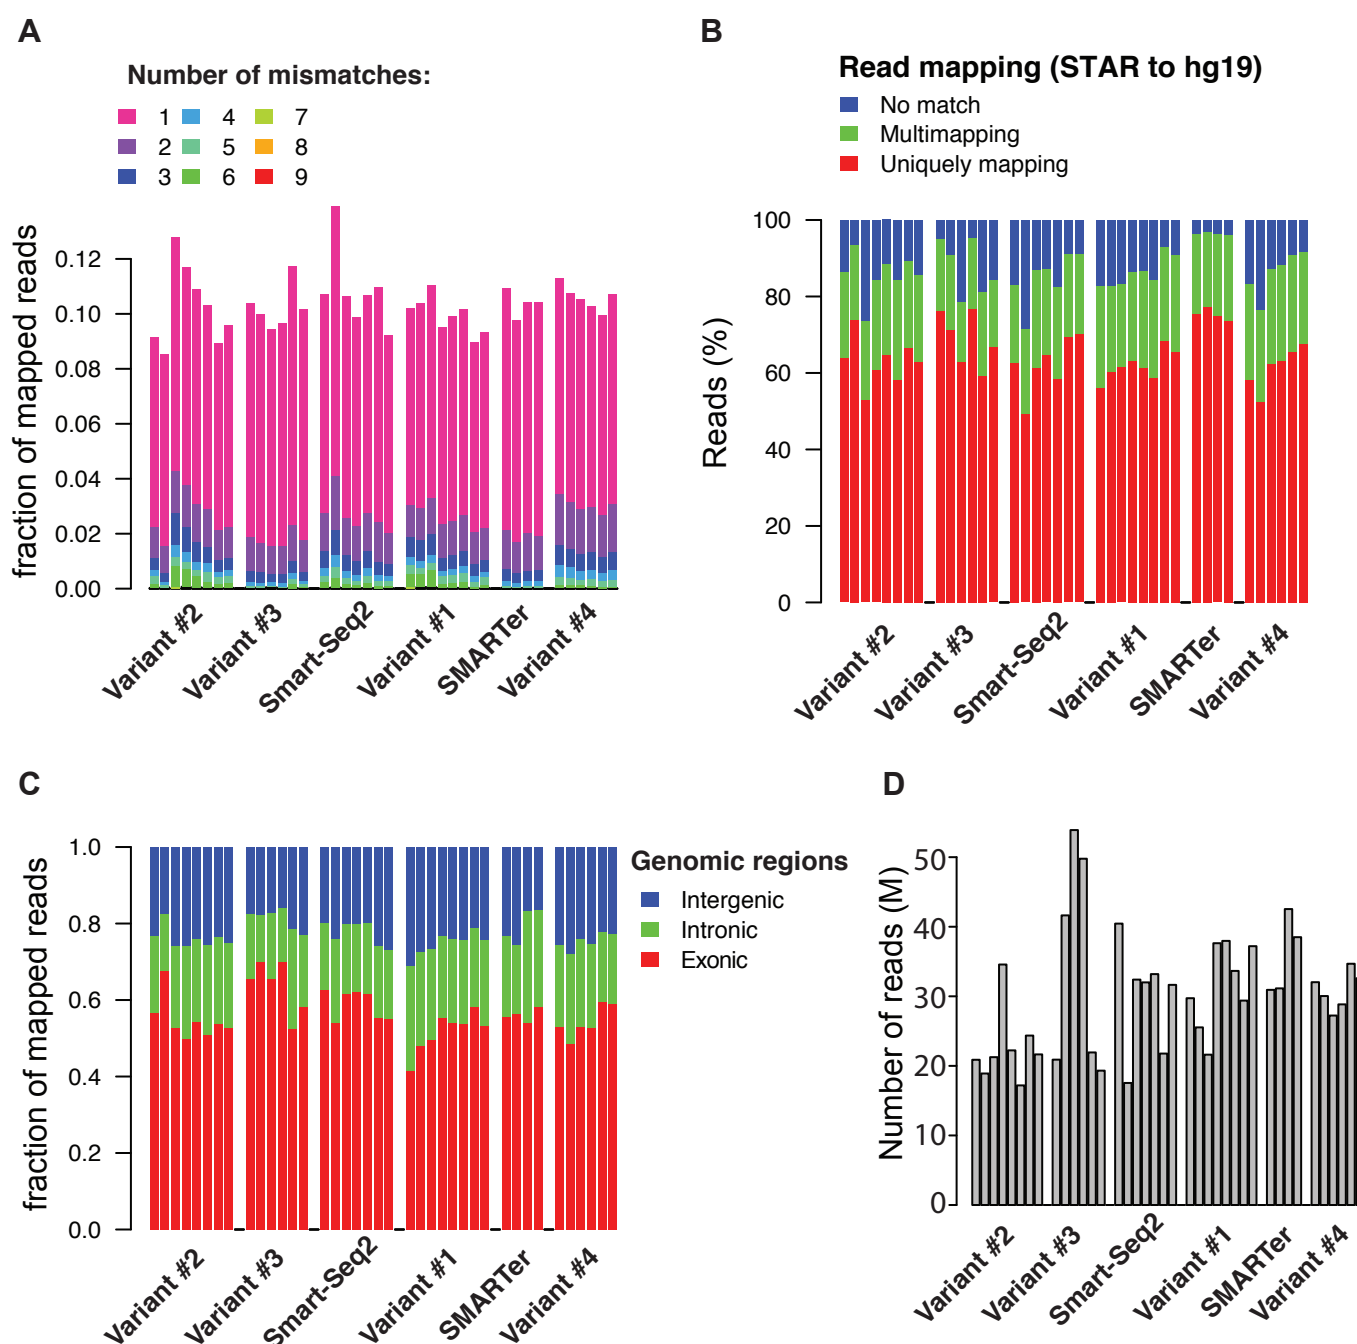 A
Number of mismatches:
1 4 7
2 5 8
3 6 9
fraction of mapped reads
0.12
0.10
0.08
0.06
0.04
0.02
0.00
Variant #2
Variant #3
Smart-Seq2
Variant #1
SMARTer
Variant #4
B
Read mapping (STAR to hg19)
No match
Multimapping
Uniquely mapping
Reads (%)
100
80
60
40
20
0
Variant #2
Variant #3
Smart-Seq2
Variant #1
SMARTer
Variant #4
C
fraction of mapped reads
1.0
0.8
0.6
0.4
0.2
0.0
Genomic regions
Intergenic
Intronic
Exonic
Variant #2
Variant #3
Smart-Seq2
Variant #1
SMARTer
Variant #4
D
Number of reads (M)
50
40
30
20
10
0
Variant #2
Variant #3
Smart-Seq2
Variant #1
SMARTer
Variant #4